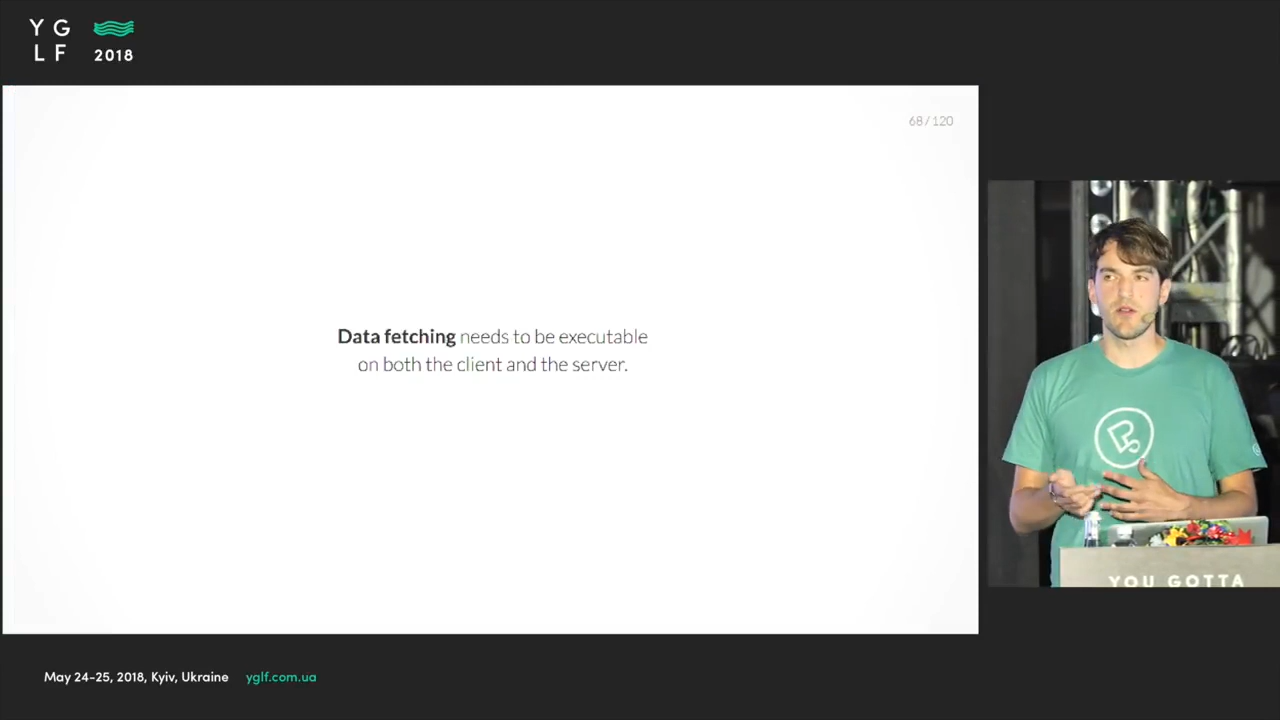 Y G
L F
2018
68 / 120
Data fetching needs to be executable
on both the client and the server.
YOU GOTTA
May 24-25, 2018, Kyiv, Ukraine yglf.com.ua